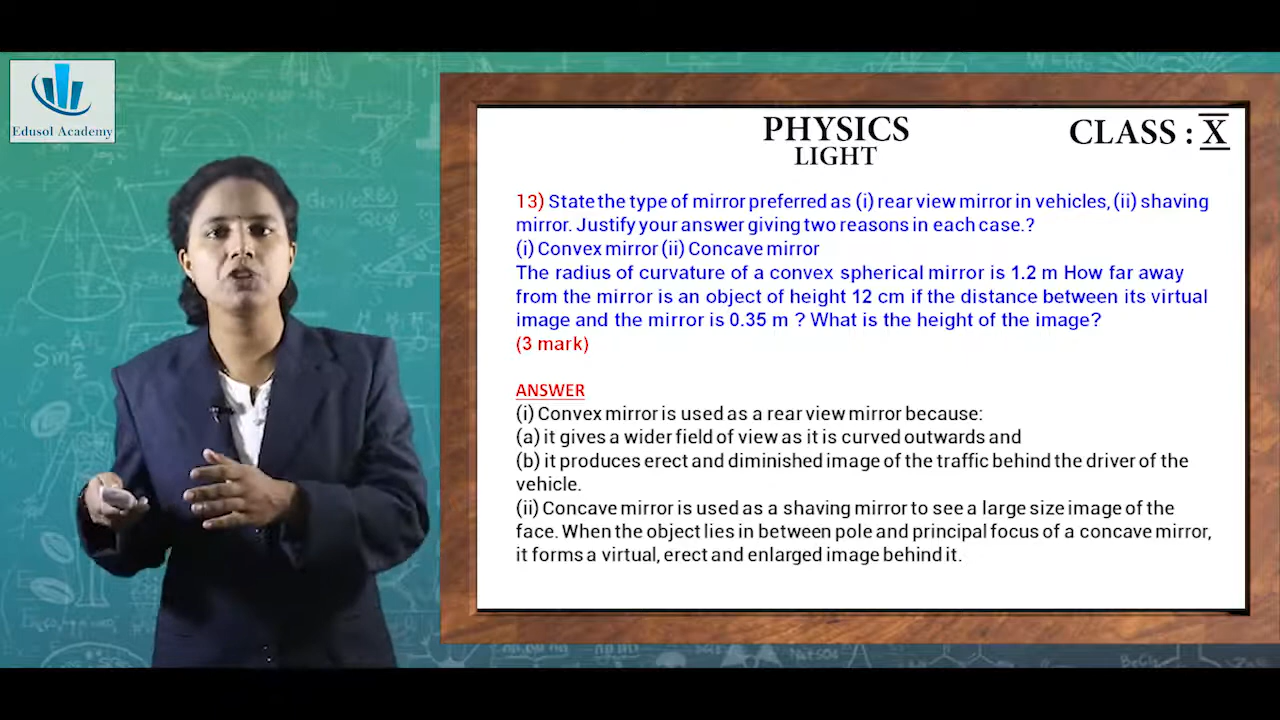 Edusol Academy
PHYSICS
LIGHT
CLASS : X
13) State the type of mirror preferred as (i) rear view mirror in vehicles, (ii) shaving
mirror. Justify your answer giving two reasons in each case.?
(i) Convex mirror (ii) Concave mirror
The radius of curvature of a convex spherical mirror is 1.2 m How far away
from the mirror is an object of height 12 cm if the distance between its virtual
image and the mirror is 0.35 m ? What is the height of the image?
(3 mark)
ANSWER
(i) Convex mirror is used as a rear view mirror because:
(a) it gives a wider field of view as it is curved outwards and
(b) it produces erect and diminished image of the traffic behind the driver of the
vehicle.
(ii) Concave mirror is used as a shaving mirror to see a large size image of the
face. When the object lies in between pole and principal focus of a concave mirror,
it forms a virtual, erect and enlarged image behind it.